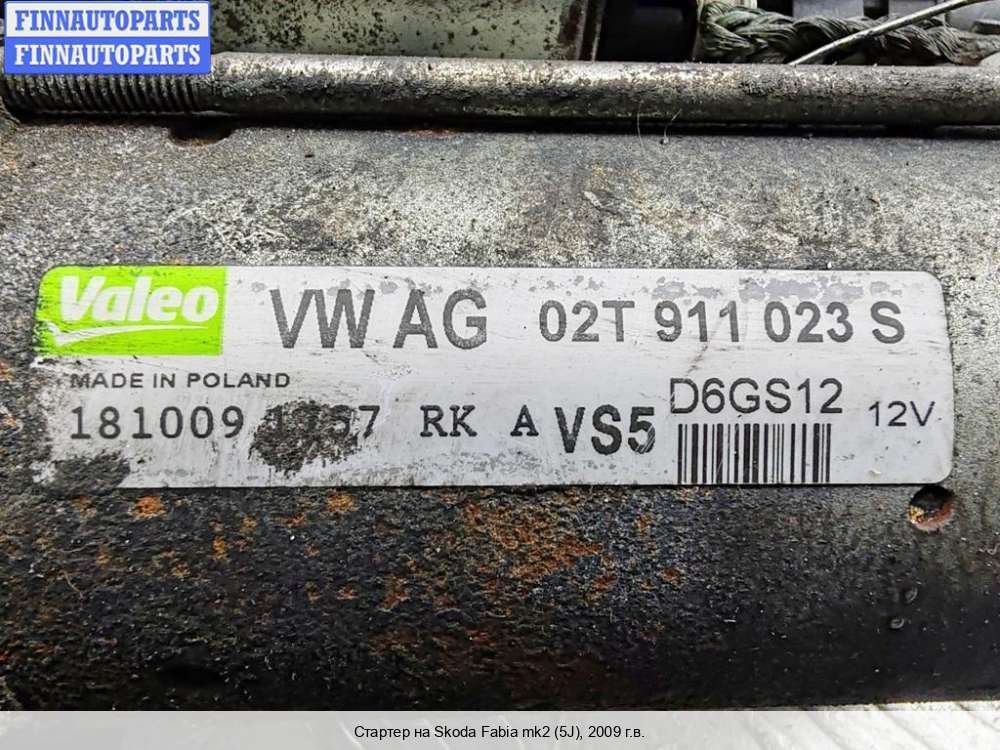 FINNAUTOPARTS
FINNAUTOPARTS
Valeo VW AG 02T 911 023 S
MADE IN POLAND
181009 RK A VS5 D6GS12 12V
Стартер на Skoda Fabia mk2 (5J), 2009 г.в.